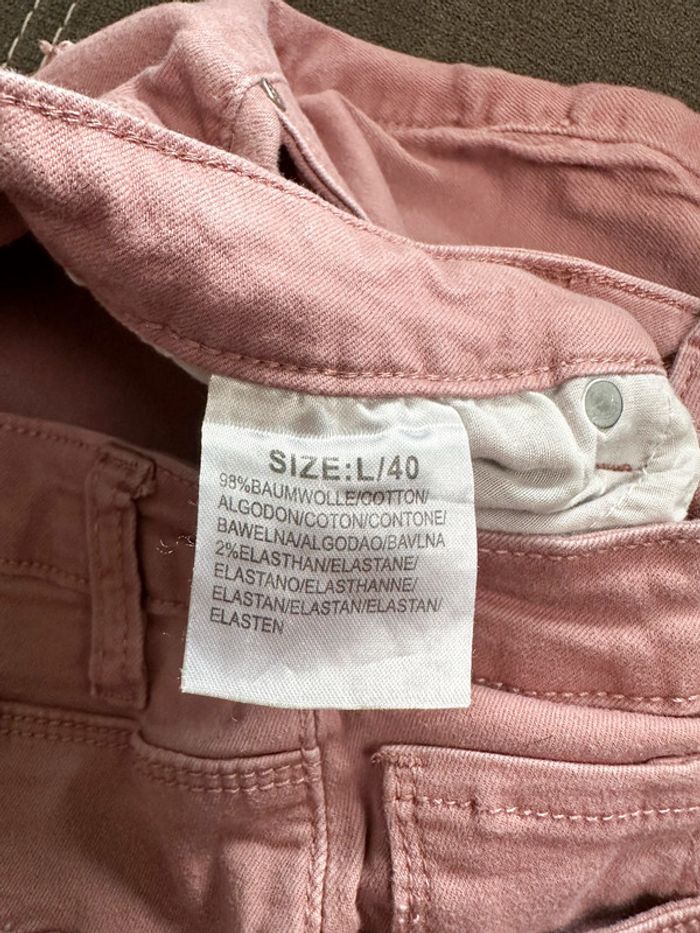 SIZE:L/40
98%BAUMWOLLE/COTTON/
ALGODON/COTON/CONTONE/
BAWELNA/ALGODAO/BAVLNA
2%ELASTHAN/ELASTANE/
ELASTANO/ELASTHANNE/
ELASTAN/ELASTAN/ELASTAN/
ELASTEN